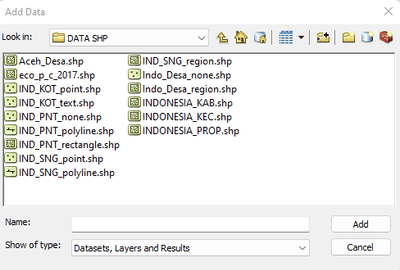 Add Data
Look in: DATA SHP
Aceh_Desa.shp
eco_p_c_2017.shp
IND_KOT_point.shp
IND_KOT_text.shp
IND_PNT_none.shp
IND_PNT_polyline.shp
IND_PNT_rectangle.shp
IND_SNG_point.shp
IND_SNG_polyline.shp
IND_SNG_region.shp
Indo_Desa_none.shp
Indo_Desa_region.shp
INDONESIA_KAB.shp
INDONESIA_KEC.shp
INDONESIA_PROP.shp
Name: Add
Show of type: Datasets, Layers and Results Cancel